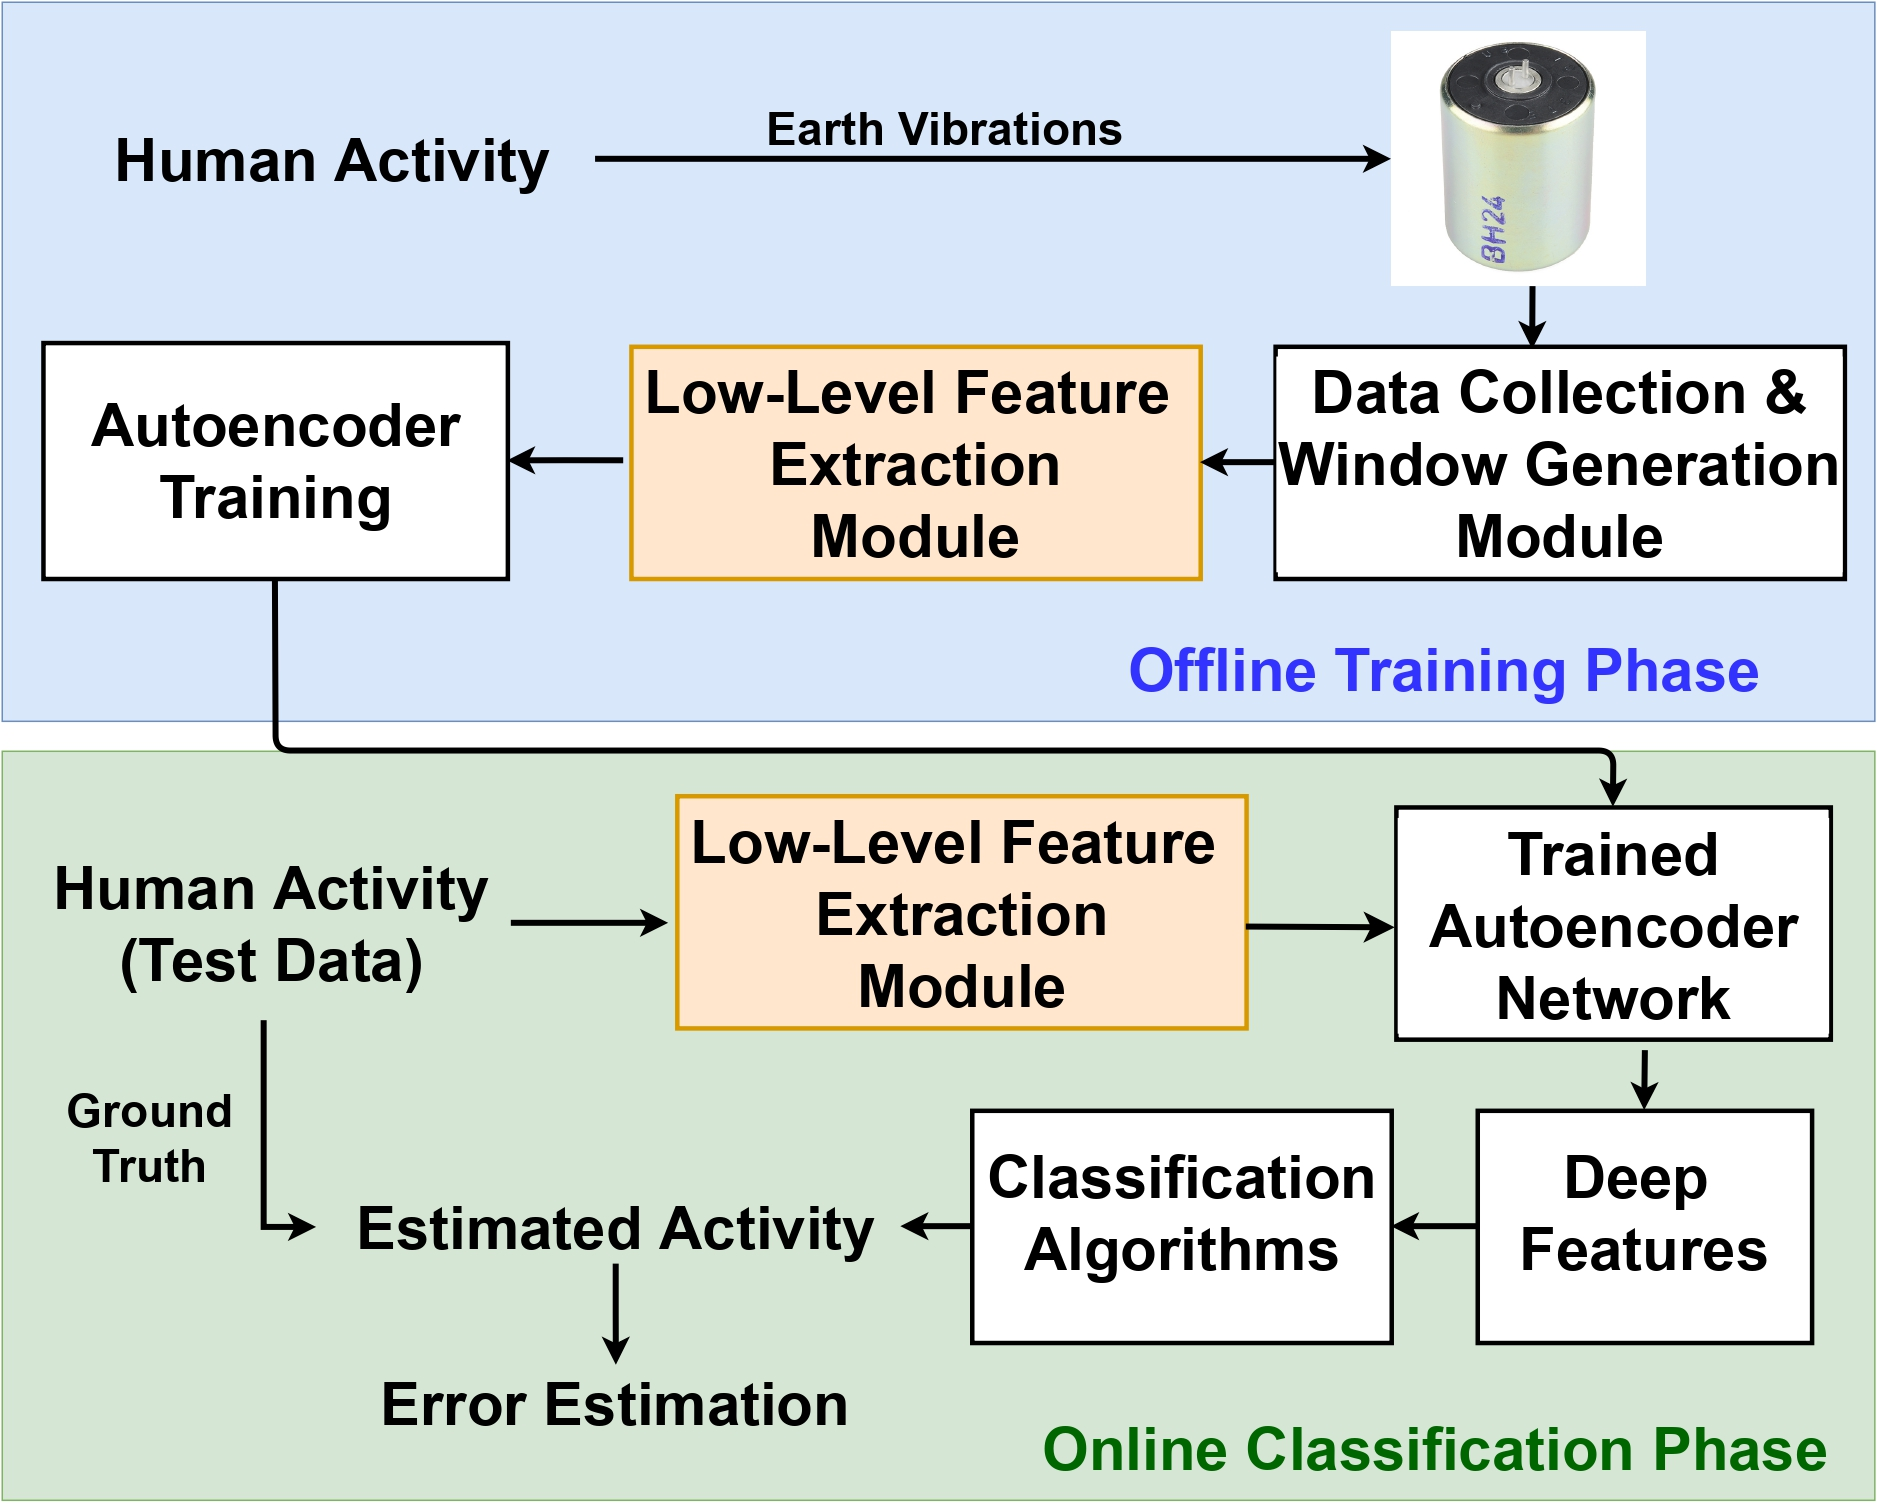 Earth Vibrations
Human Activity
8H24
Autoencoder
Training
Low-Level Feature
Extraction
Module
Data Collection &
Window Generation
Module
Offline Training Phase
Human Activity
(Test Data)
Low-Level Feature
Extraction
Module
Trained
Autoencoder
Network
Ground
Truth
Estimated Activity
Classification
Algorithms
Deep
Features
Error Estimation
Online Classification Phase